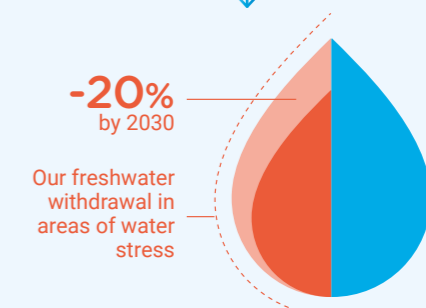 -20%
by 2030
Our freshwater
withdrawal in
areas of water
stress